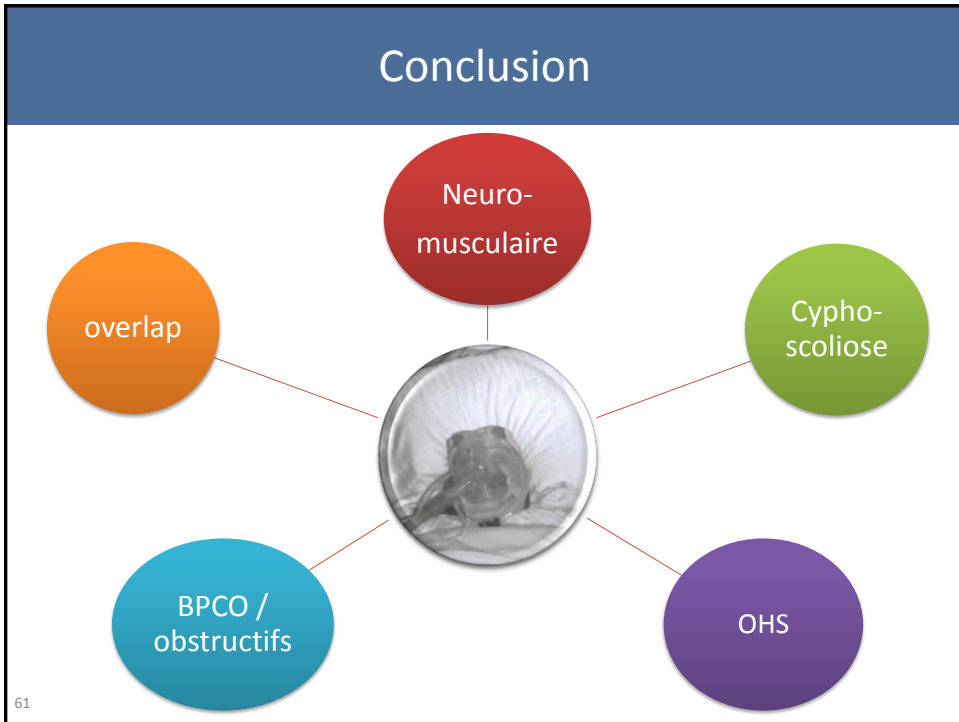 Conclusion
Neuro-
musculaire
overlap
Cypho-
scoliose
BPCO /
obstructifs
OHS
61